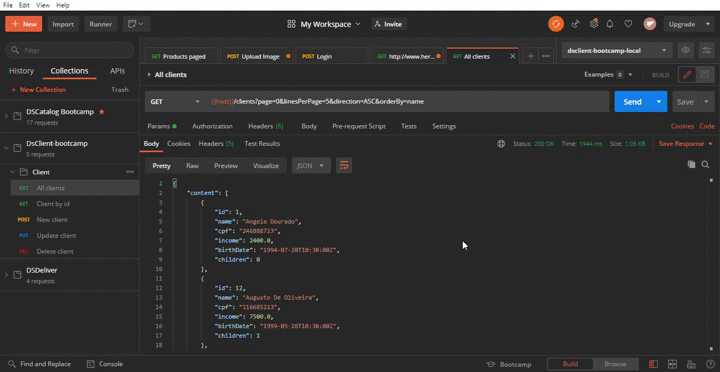 File Edit View Help
+ New Import Runner My Workspace Invite Upgrade
Filter
History Collections APIs
+ New Collection Trash
DSCatalog Bootcamp ★
17 requests
DsClient-bootcamp
5 requests
Client
GET All clients
GET Client by id
POST New client
PUT Update client
DEL Delete client
DSDeliver
4 requests
GET Products paged POST Upload Image POST Login GET http://www.her... GET All clients dsclient-bootcamp-local
All clients Examples 0 BUILD
GET {{host}}/clients?page=0&linesPerPage=5&direction=ASC&orderBy=name Send Save
Params Authorization Headers (6) Body Pre-request Script Tests Settings Cookies Code
Body Cookies Headers (5) Test Results Status: 200 OK Time: 1944 ms Size: 1.05 KB Save Response
Pretty Raw Preview Visualize JSON
1 {
2 "content": [
3 {
4 "id": 1,
5 "name": "Angela Dourado",
6 "cpf": "246888713",
7 "income": 2400.0,
8 "birthDate": "1994-07-20T10:30:00Z",
9 "children": 0
10 },
11 {
12 "id": 12,
13 "name": "Augusto De Oliveira",
14 "cpf": "116685213",
15 "income": 7500.0,
16 "birthDate": "1999-05-28T10:30:00Z",
17 "children": 1
18 },
Find and Replace Console Bootcamp Build Browse